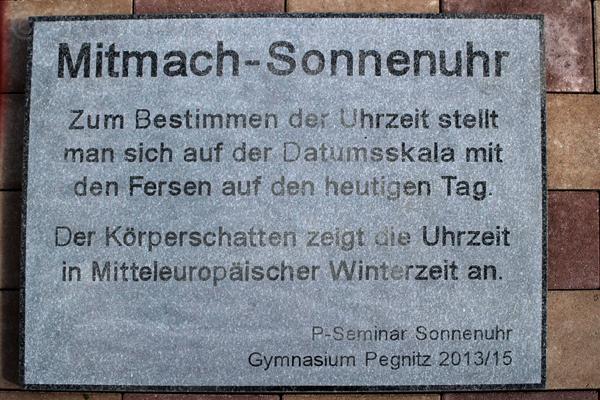 Mitmach-Sonnenuhr
Zum Bestimmen der Uhrzeit stellt
man sich auf der Datumsskala mit
den Fersen auf den heutigen Tag.
Der Körperschatten zeigt die Uhrzeit
in Mitteleuropäischer Winterzeit an.
P-Seminar Sonnenuhr
Gymnasium Pegnitz 2013/15